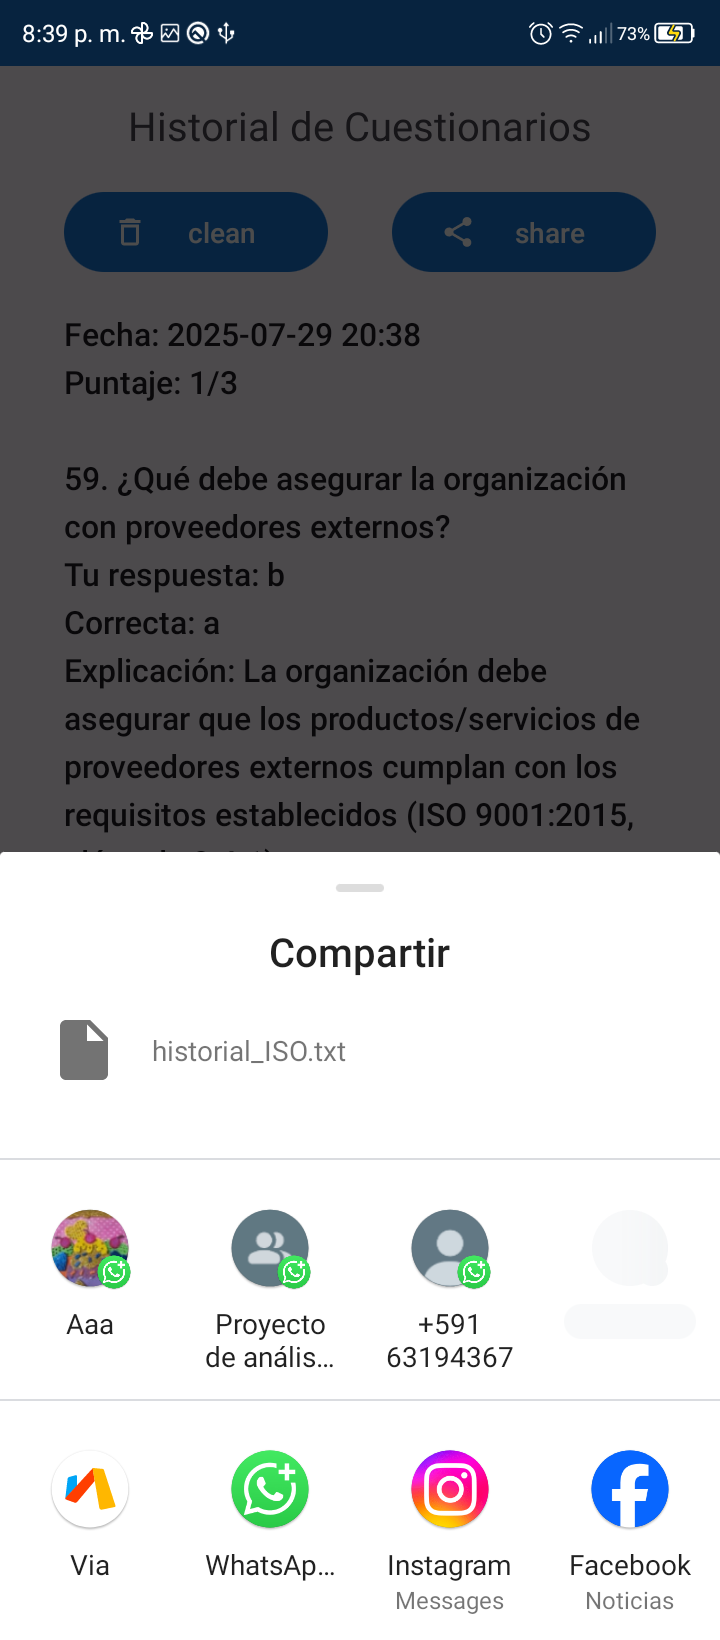 8:39 p. m.
73%
Historial de Cuestionarios
clean
share
Fecha: 2025-07-29 20:38
Puntaje: 1/3
59. ¿Qué debe asegurar la organización
con proveedores externos?
Tu respuesta: b
Correcta: a
Explicación: La organización debe
asegurar que los productos/servicios de
proveedores externos cumplan con los
requisitos establecidos (ISO 9001:2015,
Compartir
historial_ISO.txt
Aaa
Proyecto
de anális...
+591
63194367
Via
WhatsAp...
Instagram
Messages
Facebook
Noticias